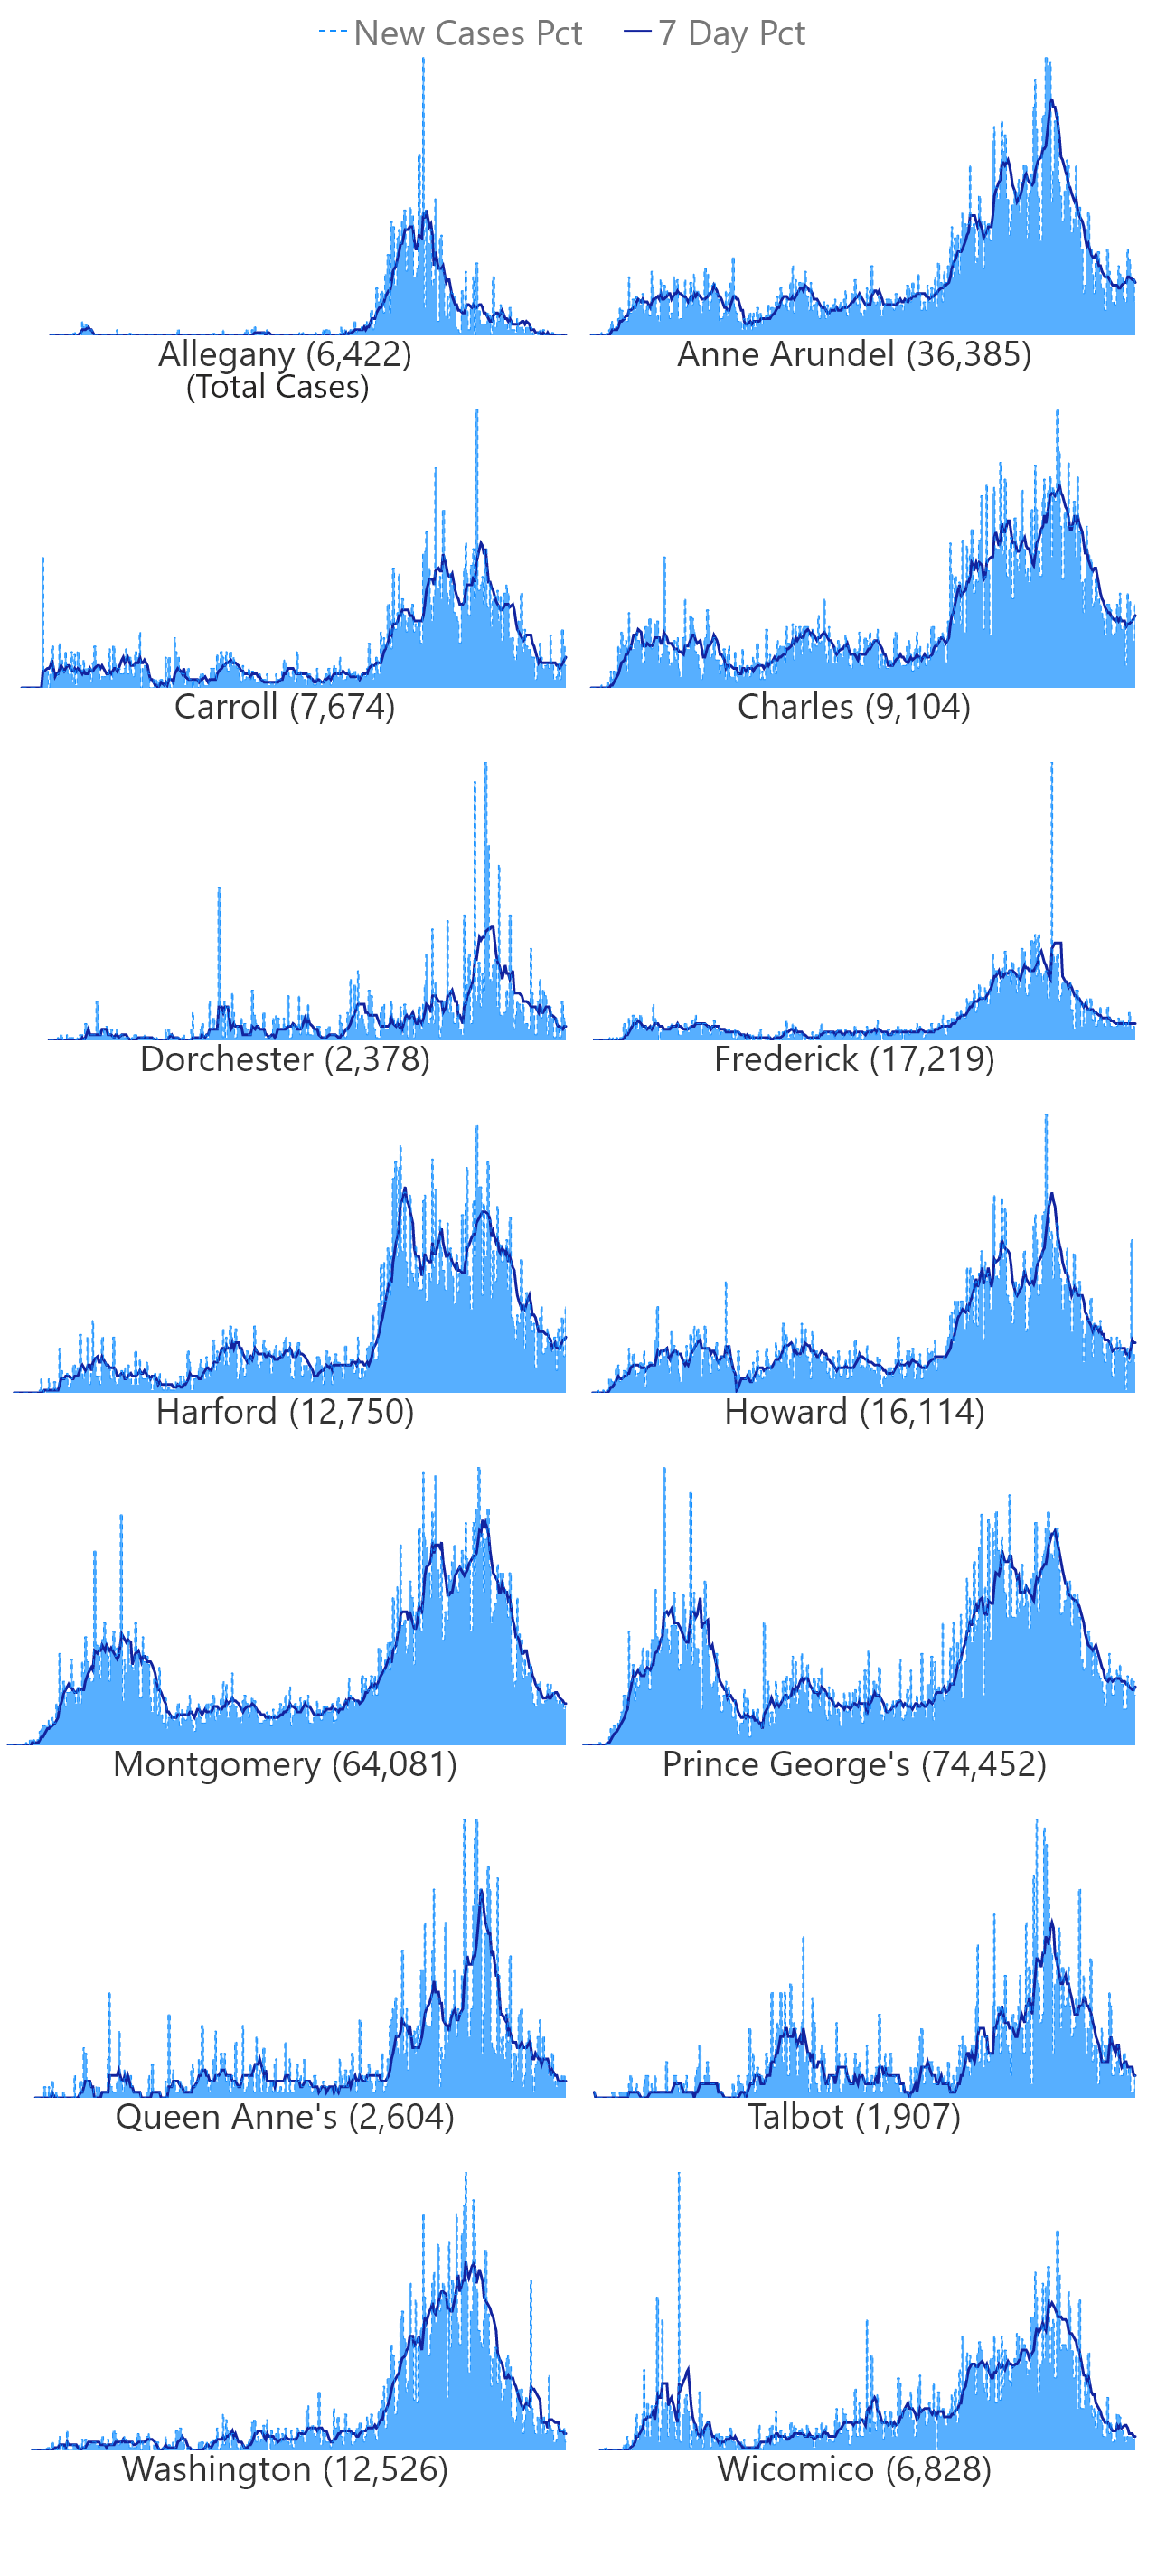 New Cases Pct 7 Day Pct
Allegany (6,422) Anne Arundel (36,385)
(Total Cases)
Carroll (7,674) Charles (9,104)
Dorchester (2,378) Frederick (17,219)
Harford (12,750) Howard (16,114)
Montgomery (64,081) Prince George's (74,452)
Queen Anne's (2,604) Talbot (1,907)
Washington (12,526) Wicomico (6,828)